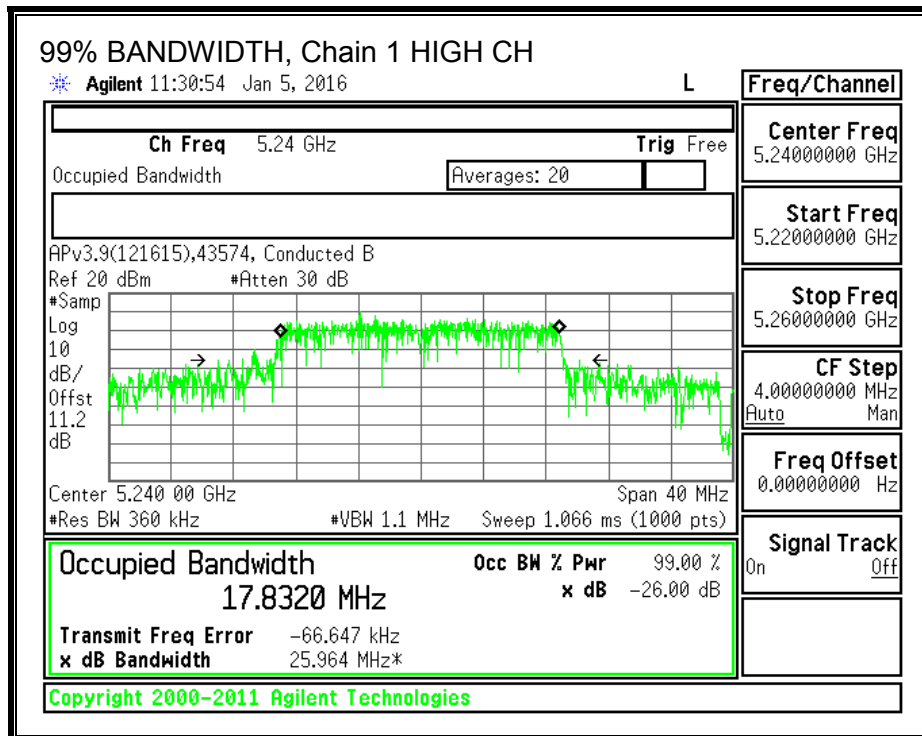 99% BANDWIDTH, Chain 1 HIGH CH
Agilent 11:30:54 Jan 5, 2016 L
Freq/Channel
Ch Freq 5.24 GHz Trig Free
Occupied Bandwidth Averages: 20
APv3.9(121615),43574, Conducted B
Ref 20 dBm #Atten 30 dB
#Samp
Log
10
dB/
Offst
11.2
dB
Center 5.240 00 GHz Span 40 MHz
#Res BW 360 kHz #VBW 1.1 MHz Sweep 1.066 ms (1000 pts)
Occupied Bandwidth Occ BW % Pwr 99.00 %
17.8320 MHz x dB -26.00 dB
Transmit Freq Error -66.647 kHz
x dB Bandwidth 25.964 MHz*
Copyright 2000-2011 Agilent Technologies
Center Freq
5.24000000 GHz
Start Freq
5.22000000 GHz
Stop Freq
5.26000000 GHz
CF Step
4.00000000 MHz
Auto Man
Freq Offset
0.00000000 Hz
Signal Track
On Off